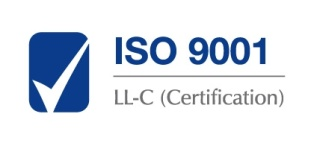 ISO 9001
LL-C (Certification)